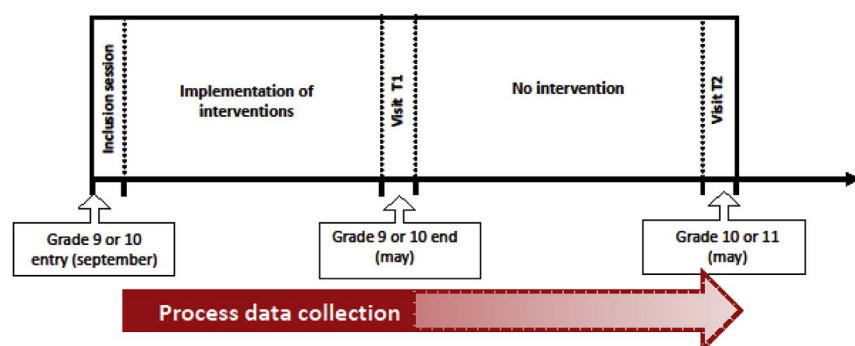 Inclusion session
Implementation of
interventions
Visit T1
No intervention
Visit T2
Grade 9 or 10
entry (september)
Grade 9 or 10 end
(may)
Grade 10 or 11
(may)
Process data collection